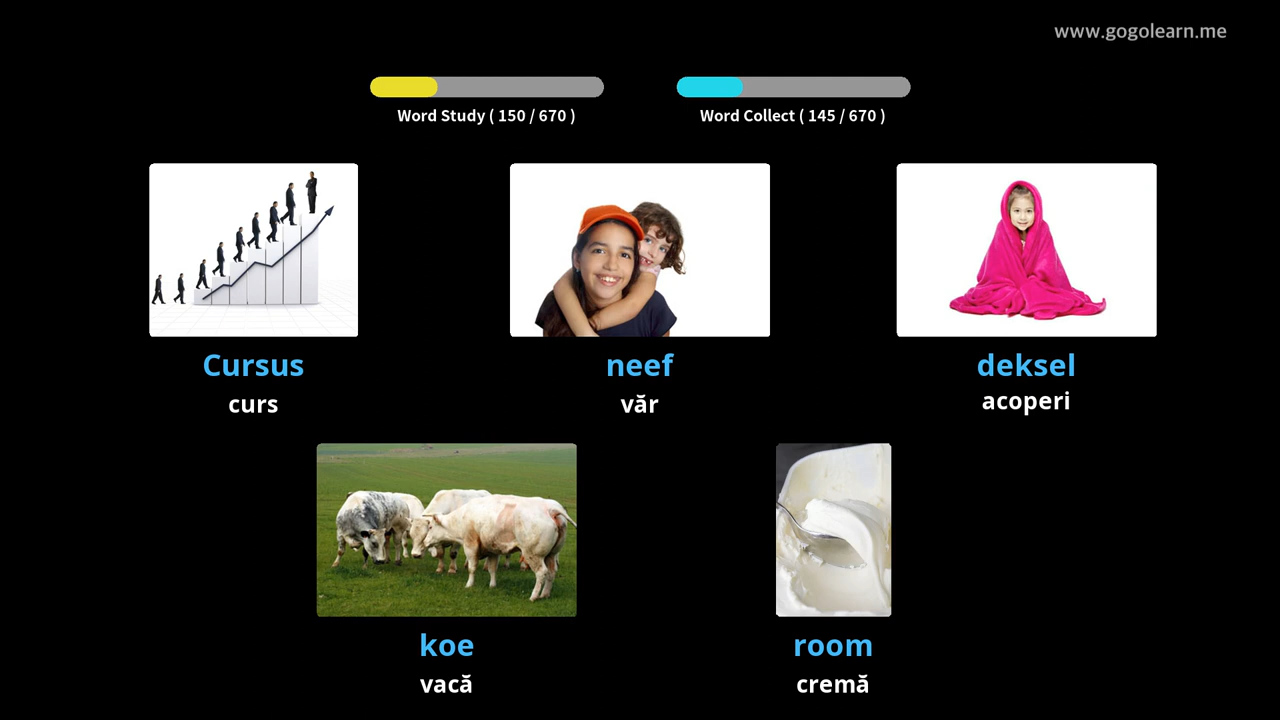 www.gogolearn.me
Word Study ( 150 / 670 )
Word Collect ( 145 / 670 )
Cursus
neef
deksel
curs
văr
acoperi
koe
room
vacă
cremă